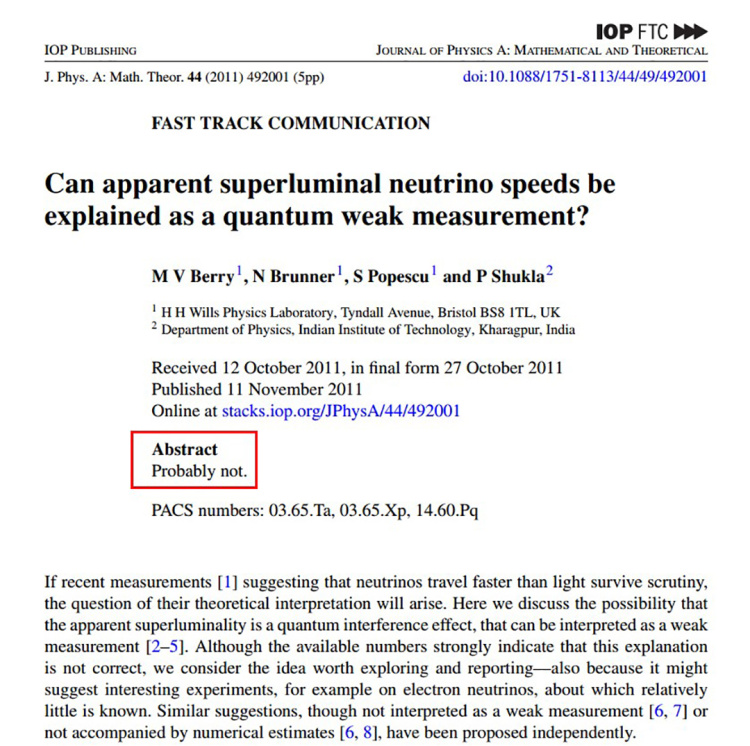 IOP FTC
IOP Publishing
Journal of Physics A: Mathematical and Theoretical
J. Phys. A: Math. Theor. 44 (2011) 492001 (5pp)
doi:10.1088/1751-8113/44/49/492001
FAST TRACK COMMUNICATION
Can apparent superluminal neutrino speeds be
explained as a quantum weak measurement?
M V Berry1, N Brunner1, S Popescu1 and P Shukla2
1 H H Wills Physics Laboratory, Tyndall Avenue, Bristol BS8 1TL, UK
2 Department of Physics, Indian Institute of Technology, Kharagpur, India
Received 12 October 2011, in final form 27 October 2011
Published 11 November 2011
Online at stacks.iop.org/JPhysA/44/492001
Abstract
Probably not.
PACS numbers: 03.65.Ta, 03.65.Xp, 14.60.Pq
If recent measurements [1] suggesting that neutrinos travel faster than light survive scrutiny,
the question of their theoretical interpretation will arise. Here we discuss the possibility that
the apparent superluminality is a quantum interference effect, that can be interpreted as a weak
measurement [2–5]. Although the available numbers strongly indicate that this explanation
is not correct, we consider the idea worth exploring and reporting—also because it might
suggest interesting experiments, for example on electron neutrinos, about which relatively
little is known. Similar suggestions, though not interpreted as a weak measurement [6, 7] or
not accompanied by numerical estimates [6, 8], have been proposed independently.